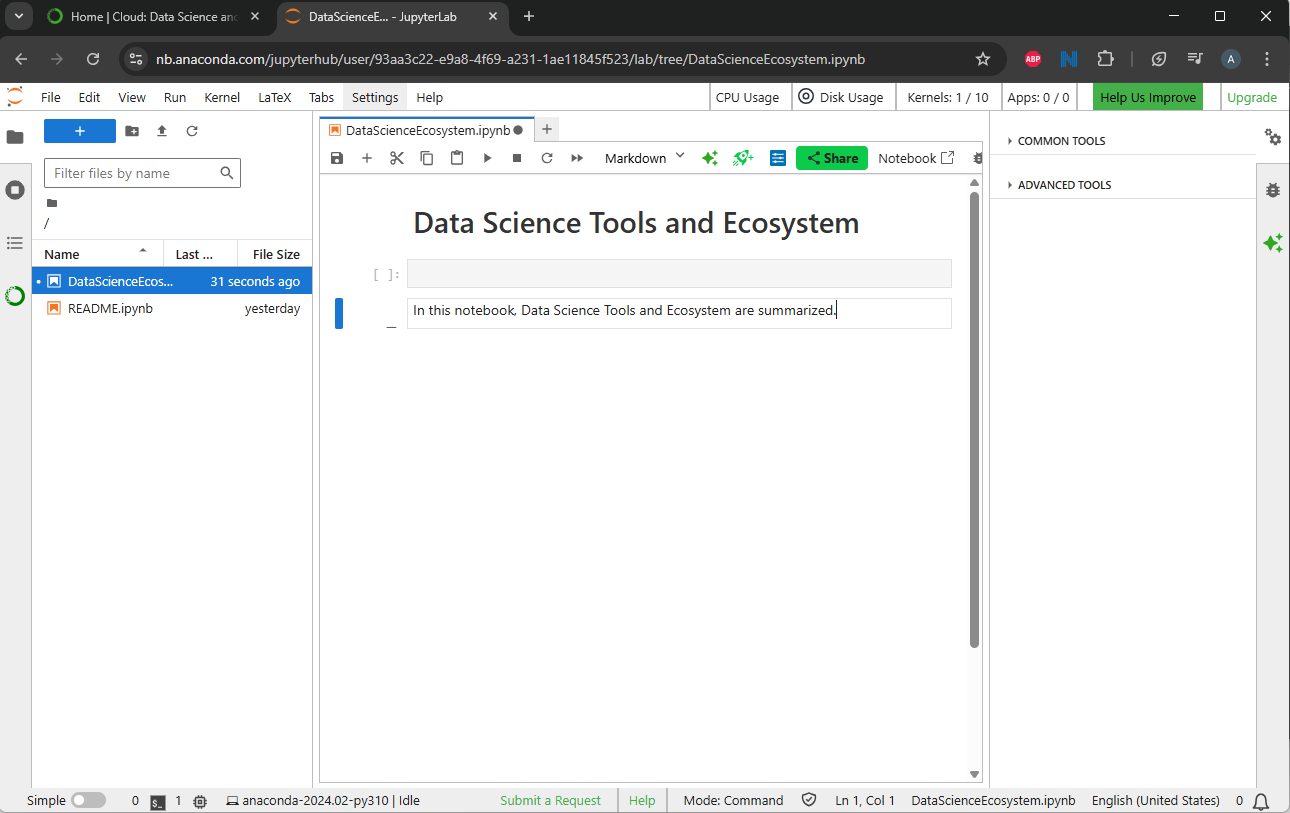 Home | Cloud: Data Science and
DataScienceE... - JupyterLab
nb.anaconda.com/jupyterhub/user/93aa3c22-e9a8-4f69-a231-1ae11845f523/lab/tree/DataScienceEcosystem.ipynb
ABP
N
A
File Edit View Run Kernel LaTeX Tabs Settings Help
CPU Usage Disk Usage Kernels: 1 / 10 Apps: 0 / 0 Help Us Improve Upgrade
DataScienceEcosystem.ipynb
Filter files by name
/
Name Last ... File Size
DataScienceEcos... 31 seconds ago
README.ipynb yesterday
Markdown Share Notebook
Data Science Tools and Ecosystem
[ ]:
In this notebook, Data Science Tools and Ecosystem are summarized.
COMMON TOOLS
ADVANCED TOOLS
Simple 0 $_ 1 anaconda-2024.02-py310 | Idle Submit a Request Help Mode: Command Ln 1, Col 1 DataScienceEcosystem.ipynb English (United States) 0